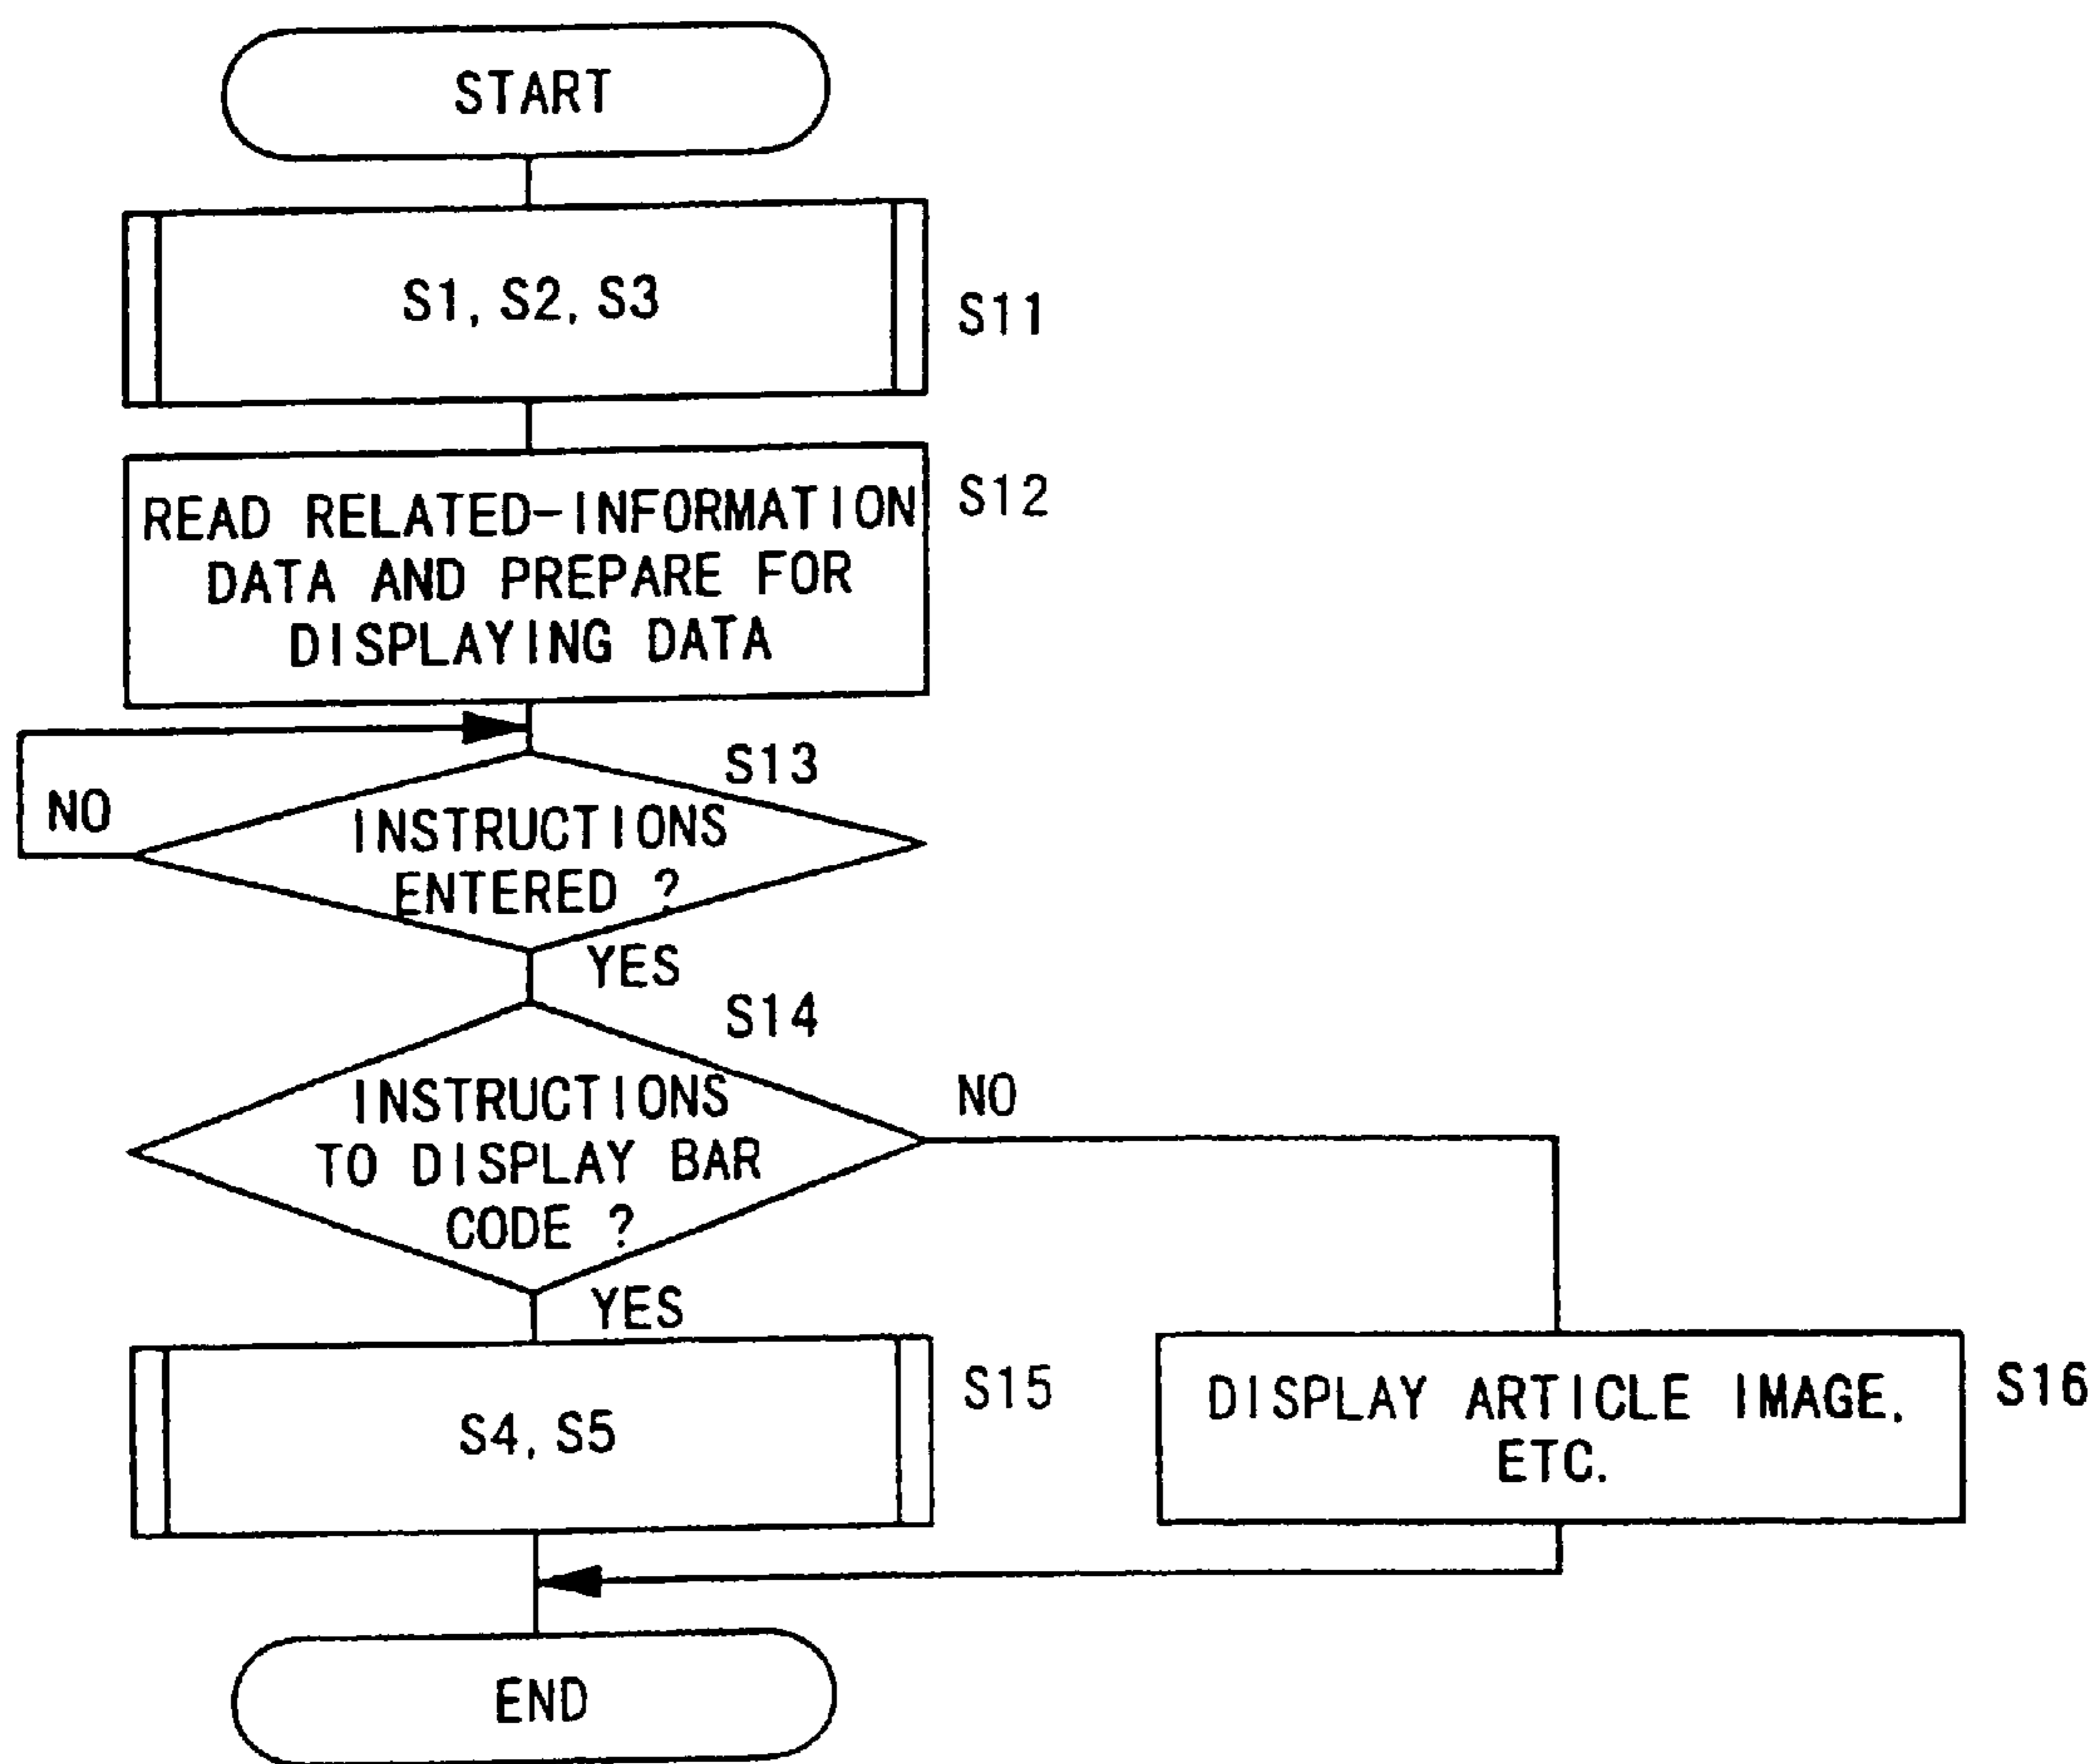 START
S1, S2, S3
S11
READ RELATED-INFORMATION
DATA AND PREPARE FOR
DISPLAYING DATA
S12
S13
NO
INSTRUCTIONS
ENTERED ?
YES
S14
INSTRUCTIONS
TO DISPLAY BAR
CODE ?
NO
YES
S4, S5
S15
DISPLAY ARTICLE IMAGE,
ETC.
S16
END